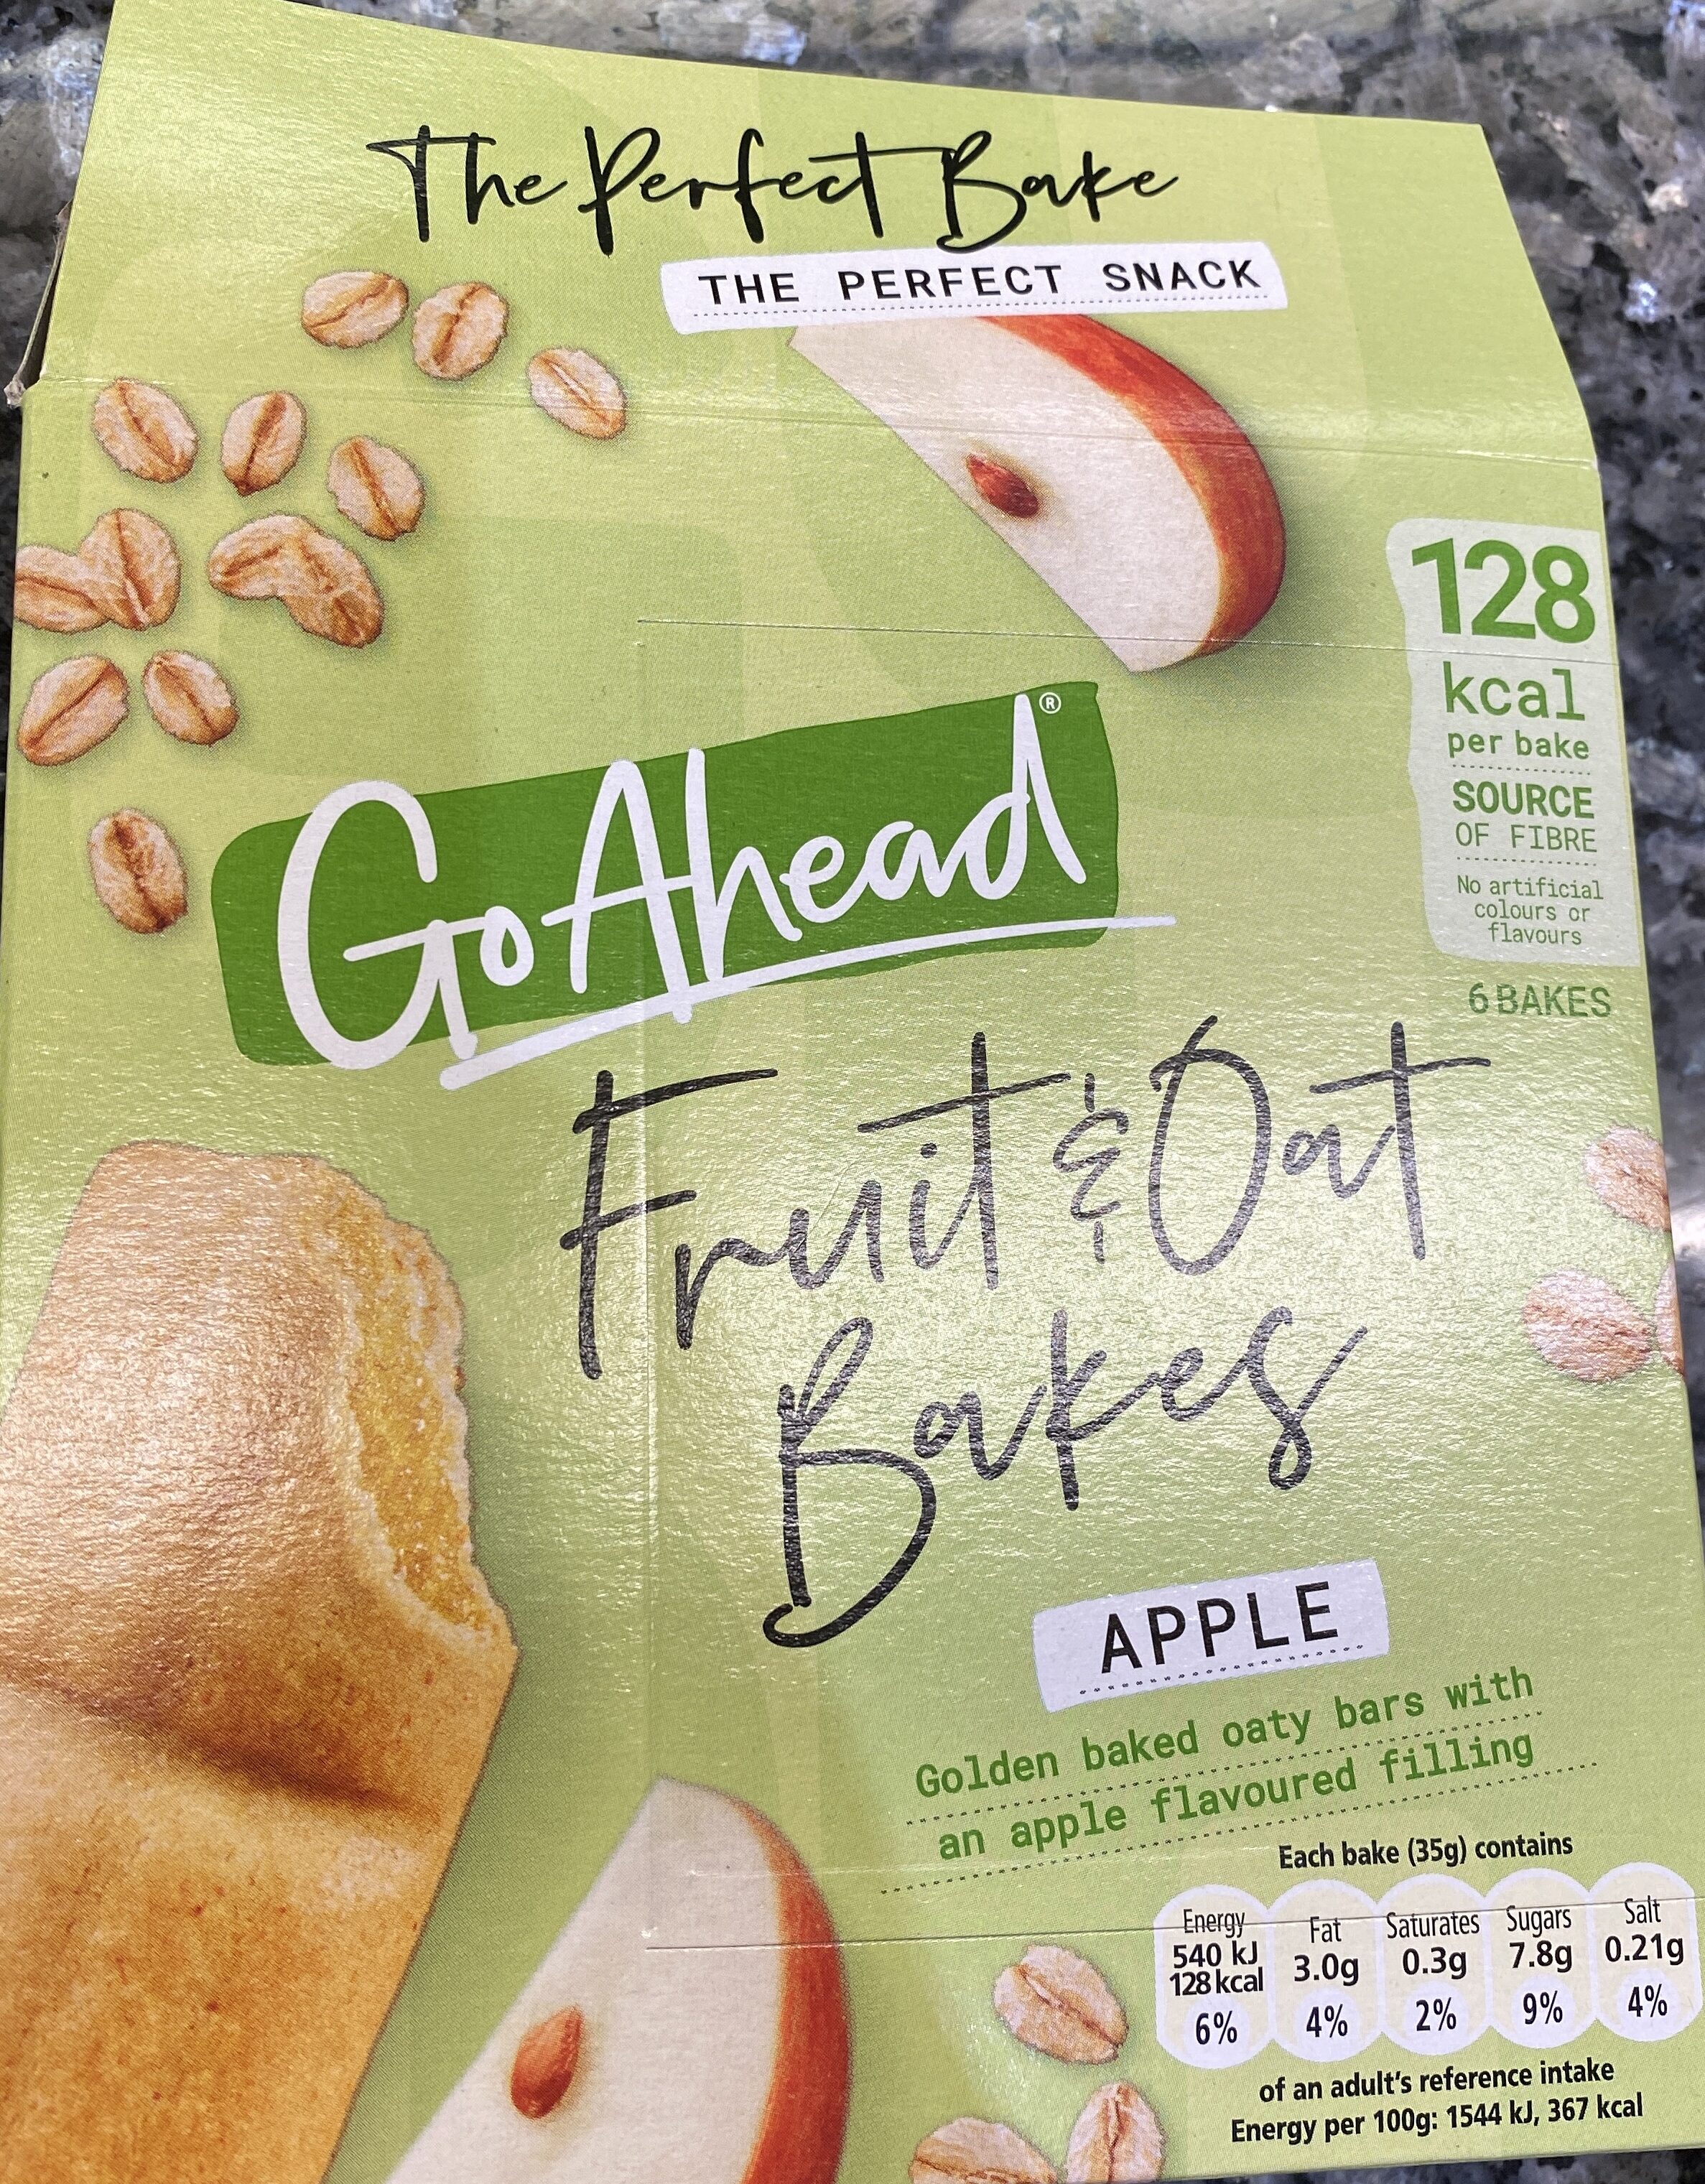 The Perfect Bake
THE PERFECT SNACK
128
kcal
per bake
SOURCE
OF FIBRE
No artificial
colours or
flavours
6 BAKES
Go Ahead®
Fruit & Oat
Bakes
APPLE
Golden baked oaty bars with
an apple flavoured filling
Each bake (35g) contains
Energy Fat Saturates Sugars Salt
540 kJ 3.0g 0.3g 7.8g 0.21g
128 kcal
6% 4% 2% 9% 4%
of an adult's reference intake
Energy per 100g: 1544 kJ, 367 kcal